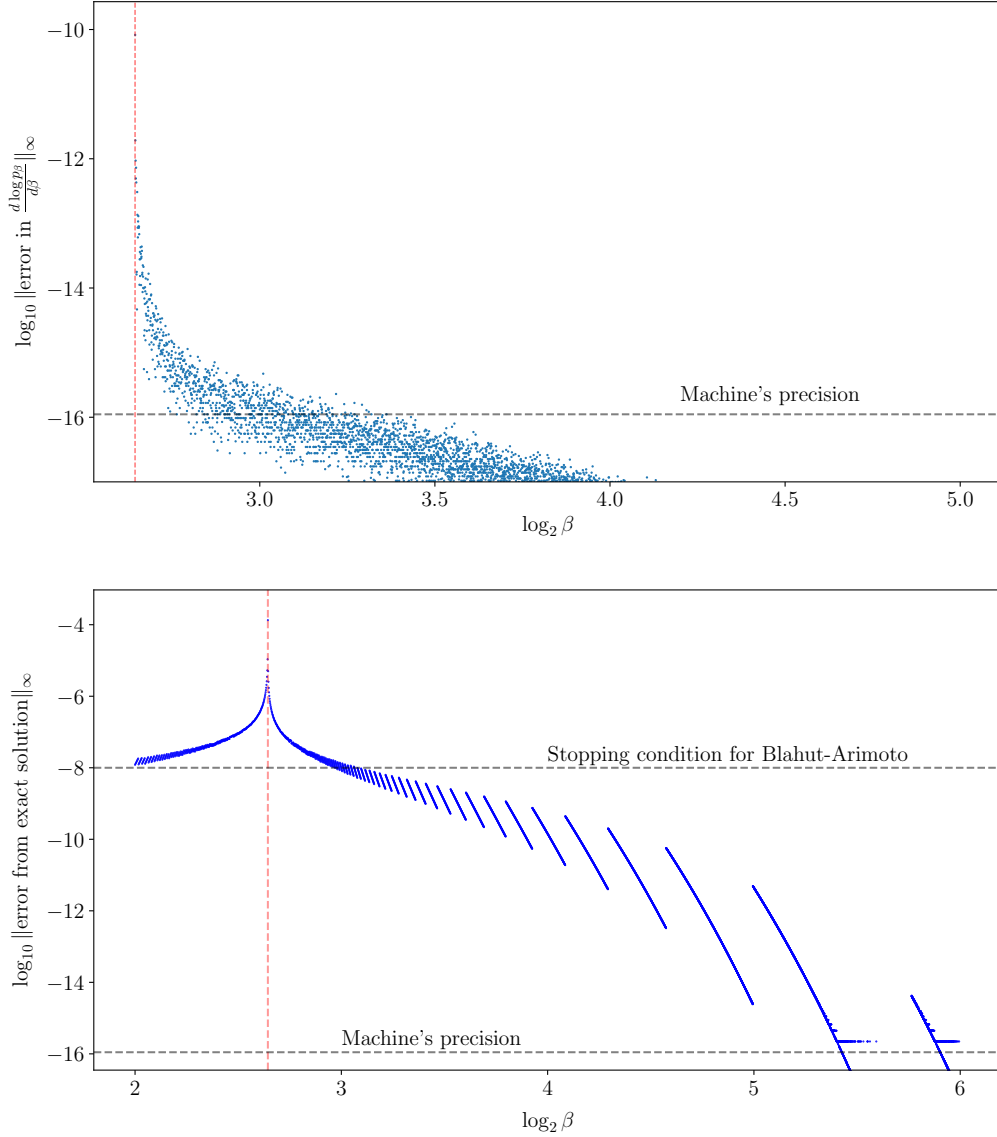 −10
−12
−14
−16
log₁₀ ‖error in d log p_β / dβ‖∞
Machine's precision
3.0 3.5 4.0 4.5 5.0
log₂ β
−4
−6
−8
−10
−12
−14
−16
log₁₀ ‖error from exact solution‖∞
Stopping condition for Blahut-Arimoto
Machine's precision
2 3 4 5 6
log₂ β